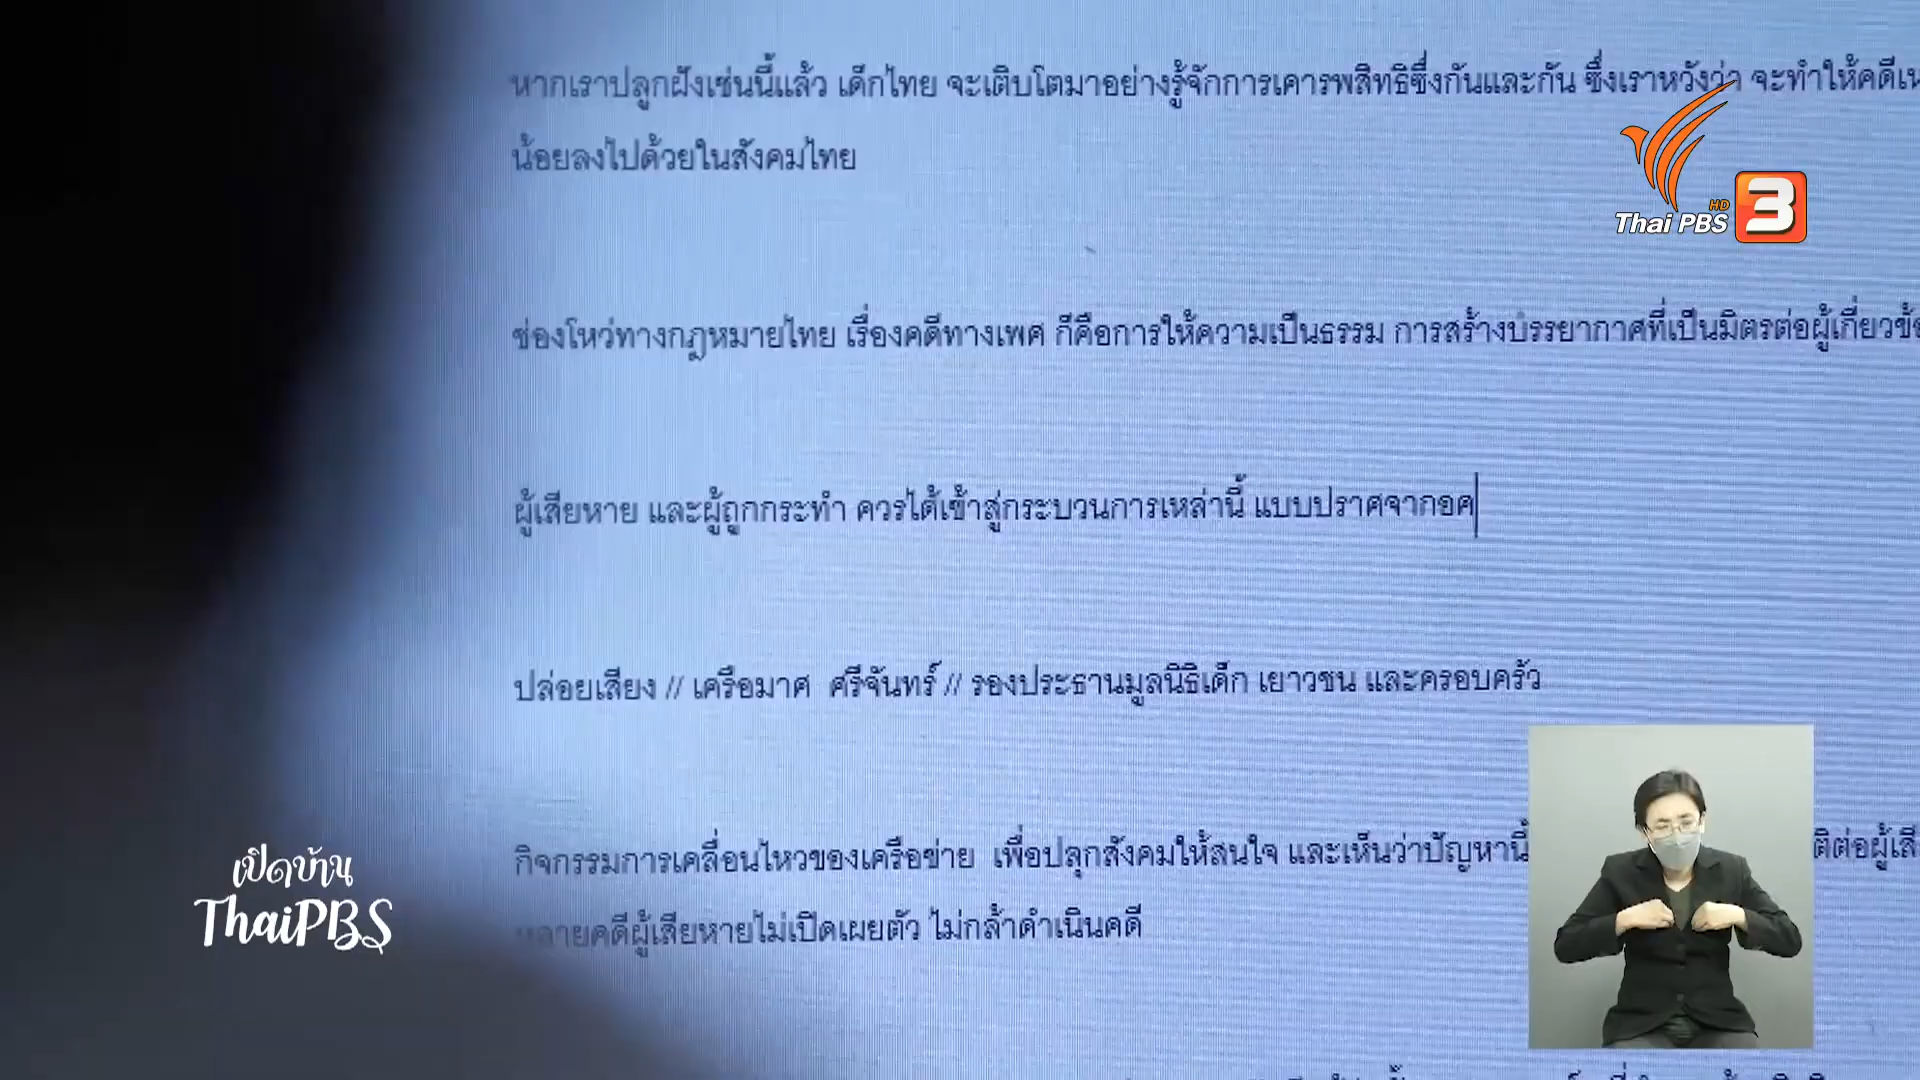 หากเราปลูกฝังเช่นนี้แล้ว เด็กไทย จะเติบโตมาอย่างรู้จักการเคารพสิทธิซึ่งกันและกัน ซึ่งเราหวังว่า จะทำให้คดี
น้อยลงไปด้วยในสังคมไทย
HD
Thai PBS 3
ช่องโหว่ทางกฎหมายไทย เรื่องคดีทางเพศ ก็คือการให้ความเป็นธรรม การสร้างบรรยากาศที่เป็นมิตรต่อผู้เกี่ยวข้
ผู้เสียหาย และผู้ถูกกระทำ ควรได้เข้าสู่กระบวนการเหล่านี้ แบบปราศจากอค
ปล่อยเสียง // เครือมาศ ศรีจันทร์ // รองประธานมูลนิธิเด็ก เยาวชน และครอบครัว
กิจกรรมการเคลื่อนไหวของเครือข่าย เพื่อปลุกสังคมให้สนใจ และเห็นว่าปัญหานี้ ติต่อผู้เสี
หลายคดีผู้เสียหายไม่เปิดเผยตัว ไม่กล้าดำเนินคดี
เปิดบ้าน
ThaiPBS